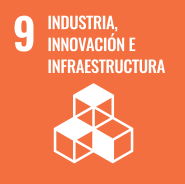 9 INDUSTRIA,
INNOVACIÓN E
INFRAESTRUCTURA